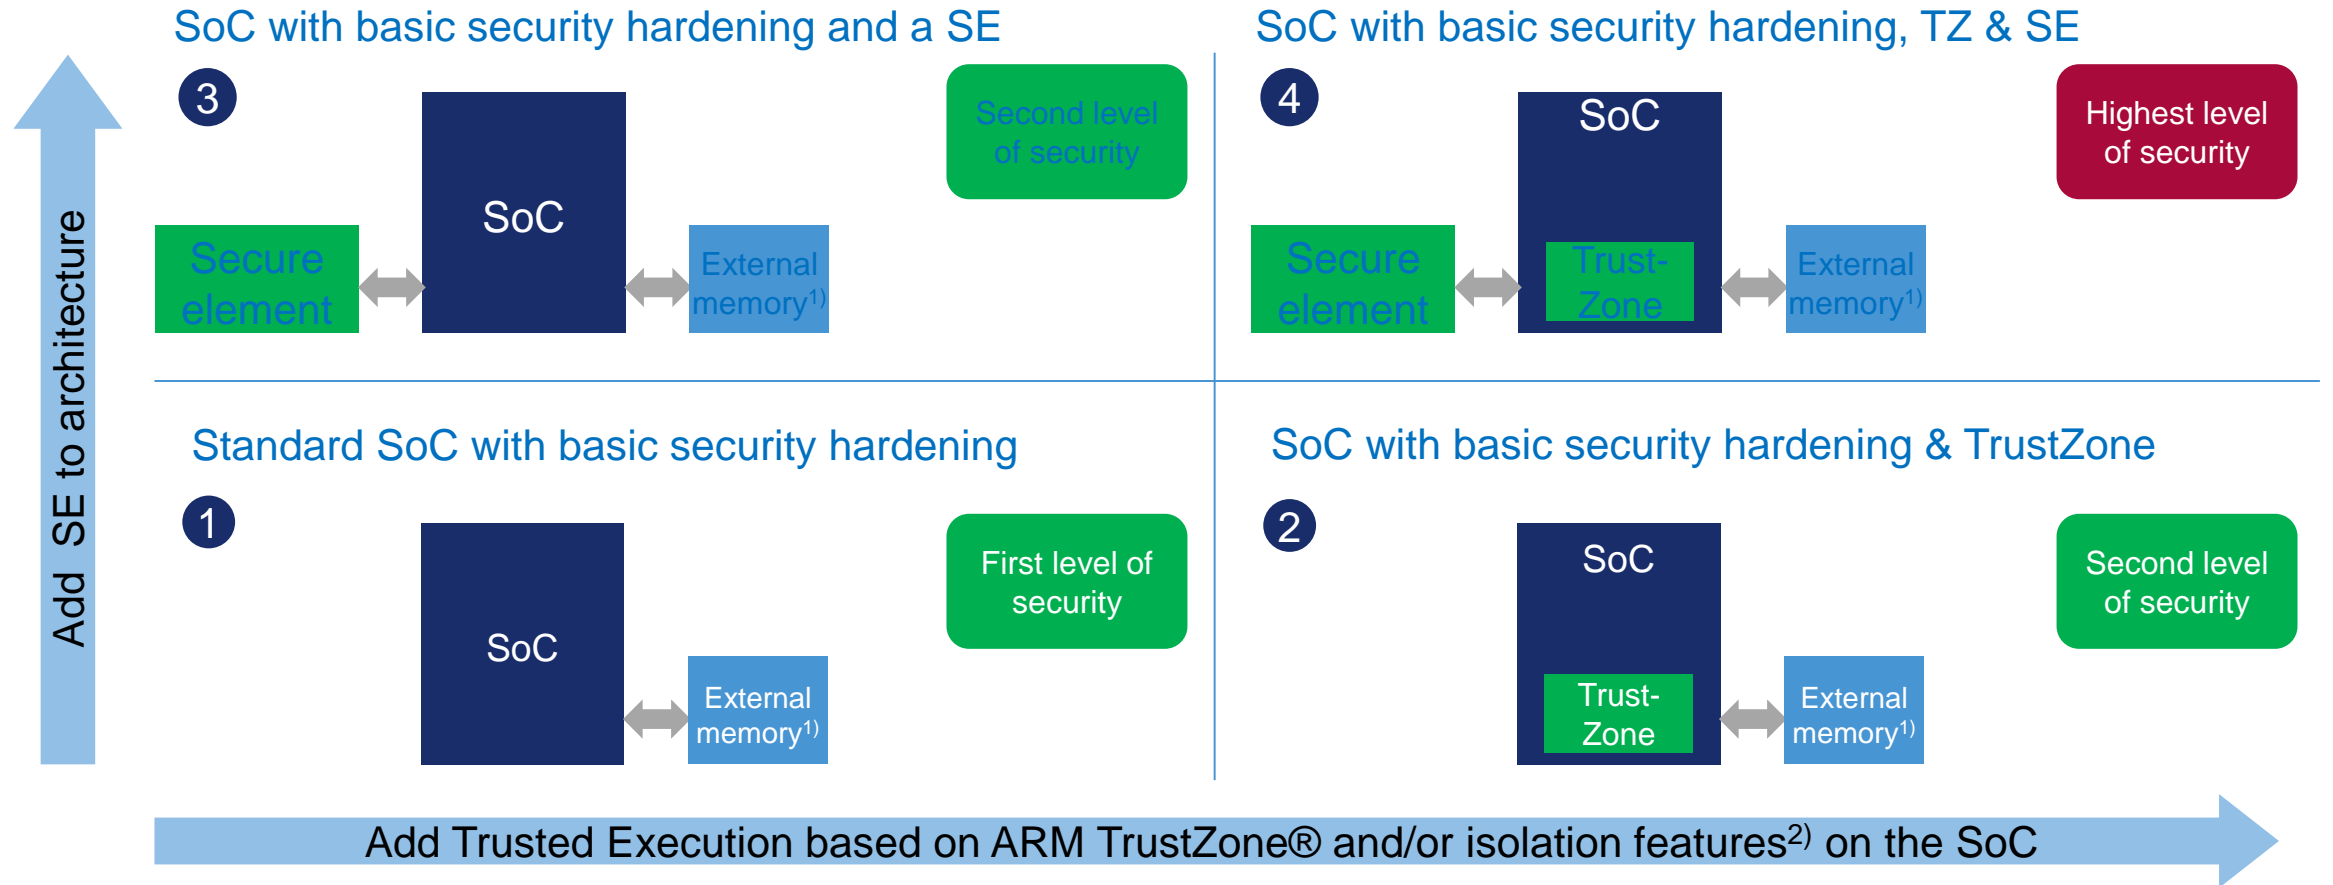 SoC with basic security hardening and a SE
3
SoC
Second level
of security
Secure
element
External
memory1)
SoC with basic security hardening, TZ & SE
4
SoC
Highest level
of security
Secure
element
Trust-
Zone
External
memory1)
Add SE to architecture
Standard SoC with basic security hardening
1
SoC
First level of
security
External
memory1)
SoC with basic security hardening & TrustZone
2
SoC
Second level
of security
Trust-
Zone
External
memory1)
Add Trusted Execution based on ARM TrustZone® and/or isolation features2) on the SoC